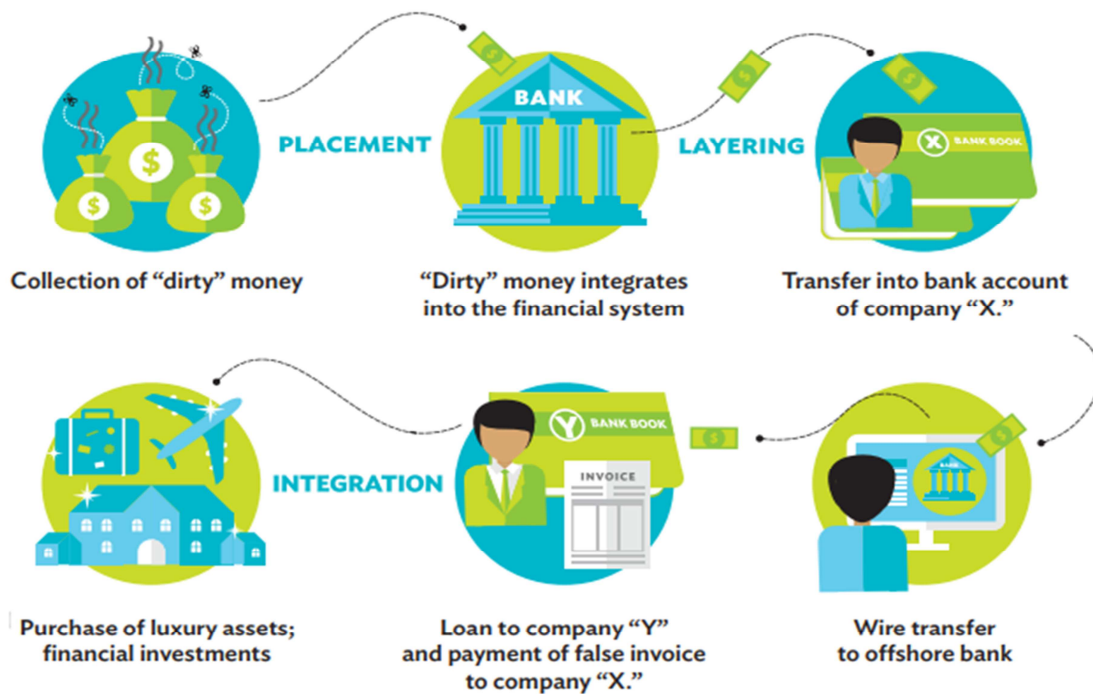 BANK
PLACEMENT
LAYERING
X BANK BOOK
$
$
$
$
$
$
Collection of “dirty” money
“Dirty” money integrates
into the financial system
Transfer into bank account
of company “X.”
INTEGRATION
Y BANK BOOK
INVOICE
$
$
BANK
Purchase of luxury assets;
financial investments
Loan to company “Y”
and payment of false invoice
to company “X.”
Wire transfer
to offshore bank